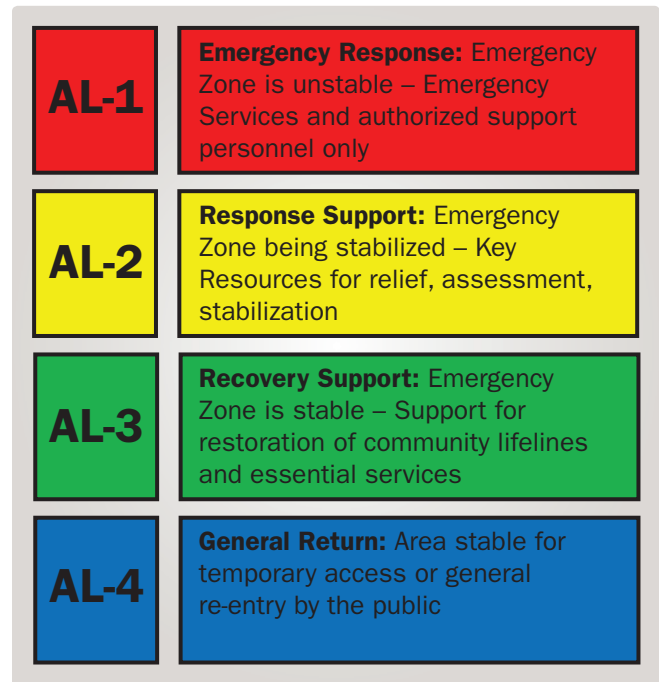 AL-1
Emergency Response: Emergency
Zone is unstable – Emergency
Services and authorized support
personnel only
AL-2
Response Support: Emergency
Zone being stabilized – Key
Resources for relief, assessment,
stabilization
AL-3
Recovery Support: Emergency
Zone is stable – Support for
restoration of community lifelines
and essential services
AL-4
General Return: Area stable for
temporary access or general
re-entry by the public